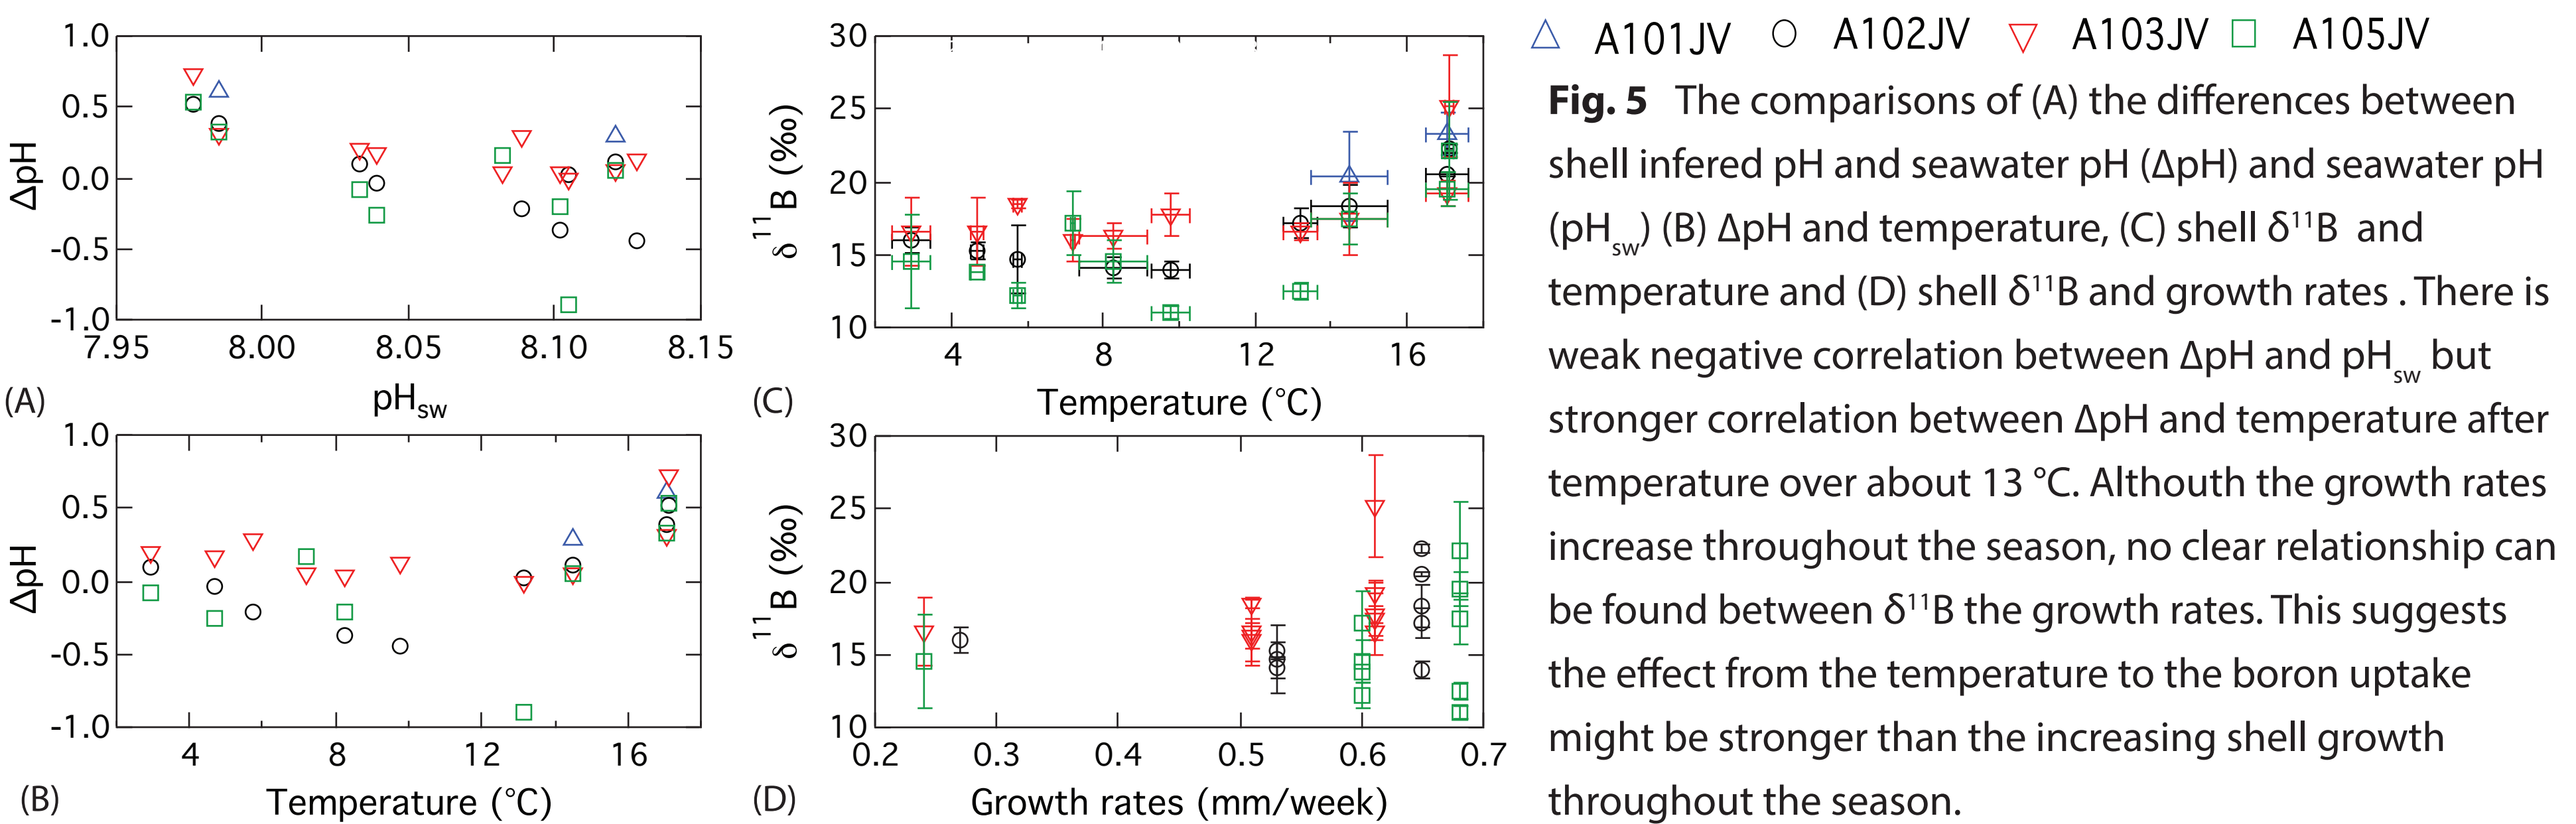 1.0
0.5
0.0
-0.5
-1.0
ΔpH
7.95 8.00 8.05 8.10 8.15
(A) pHsw
30
25
20
15
10
δ 11 B (‰)
4 8 12 16
(C) Temperature (°C)
1.0
0.5
0.0
-0.5
-1.0
ΔpH
4 8 12 16
(B) Temperature (°C)
30
25
20
15
10
δ 11 B (‰)
0.2 0.3 0.4 0.5 0.6 0.7
(D) Growth rates (mm/week)
A101JV A102JV A103JV A105JV
Fig. 5 The comparisons of (A) the differences between
shell infered pH and seawater pH (ΔpH) and seawater pH
(pHsw) (B) ΔpH and temperature, (C) shell δ11B and
temperature and (D) shell δ11B and growth rates . There is
weak negative correlation between ΔpH and pHsw but
stronger correlation between ΔpH and temperature after
temperature over about 13 °C. Althouth the growth rates
increase throughout the season, no clear relationship can
be found between δ11B the growth rates. This suggests
the effect from the temperature to the boron uptake
might be stronger than the increasing shell growth
throughout the season.